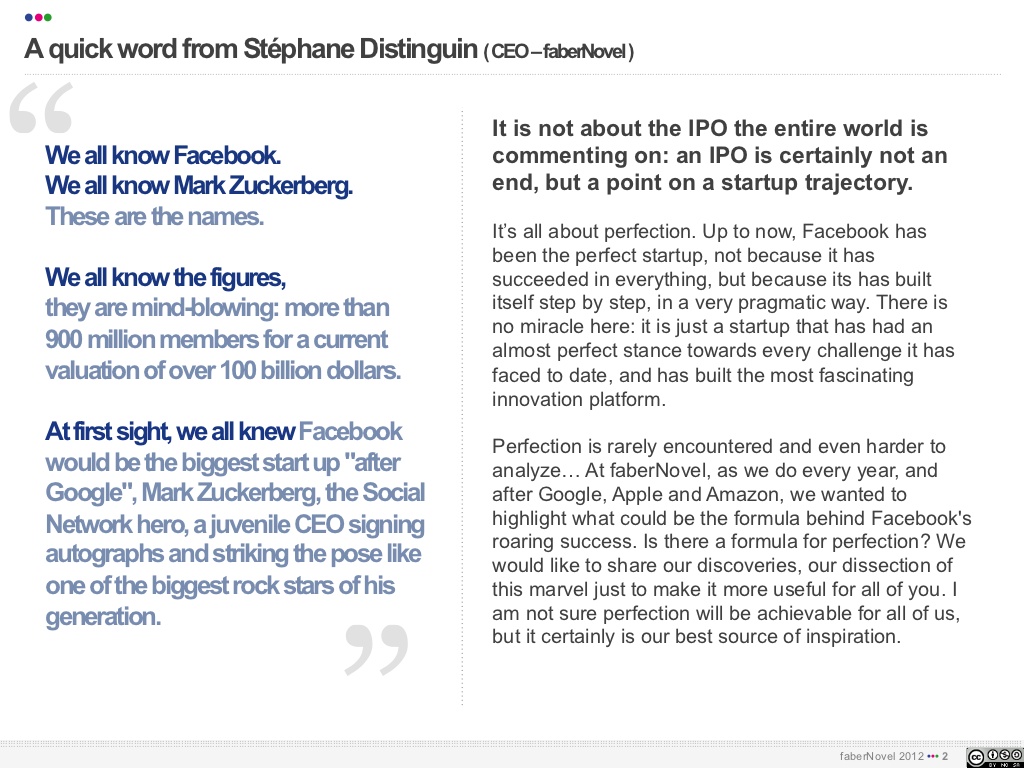 A quick word from Stéphane Distinguin ( CEO – faberNovel )
“
We all know Facebook.
We all know Mark Zuckerberg.
These are the names.
We all know the figures,
they are mind-blowing: more than
900 million members for a current
valuation of over 100 billion dollars.
At first sight, we all knew Facebook
would be the biggest start up "after
Google", Mark Zuckerberg, the Social
Network hero, a juvenile CEO signing
autographs and striking the pose like
one of the biggest rock stars of his
generation.
”
It is not about the IPO the entire world is
commenting on: an IPO is certainly not an
end, but a point on a startup trajectory.
It’s all about perfection. Up to now, Facebook has
been the perfect startup, not because it has
succeeded in everything, but because its has built
itself step by step, in a very pragmatic way. There is
no miracle here: it is just a startup that has had an
almost perfect stance towards every challenge it has
faced to date, and has built the most fascinating
innovation platform.
Perfection is rarely encountered and even harder to
analyze… At faberNovel, as we do every year, and
after Google, Apple and Amazon, we wanted to
highlight what could be the formula behind Facebook's
roaring success. Is there a formula for perfection? We
would like to share our discoveries, our dissection of
this marvel just to make it more useful for all of you. I
am not sure perfection will be achievable for all of us,
but it certainly is our best source of inspiration.
faberNovel 2012 ••• 2
cc BY NC SA